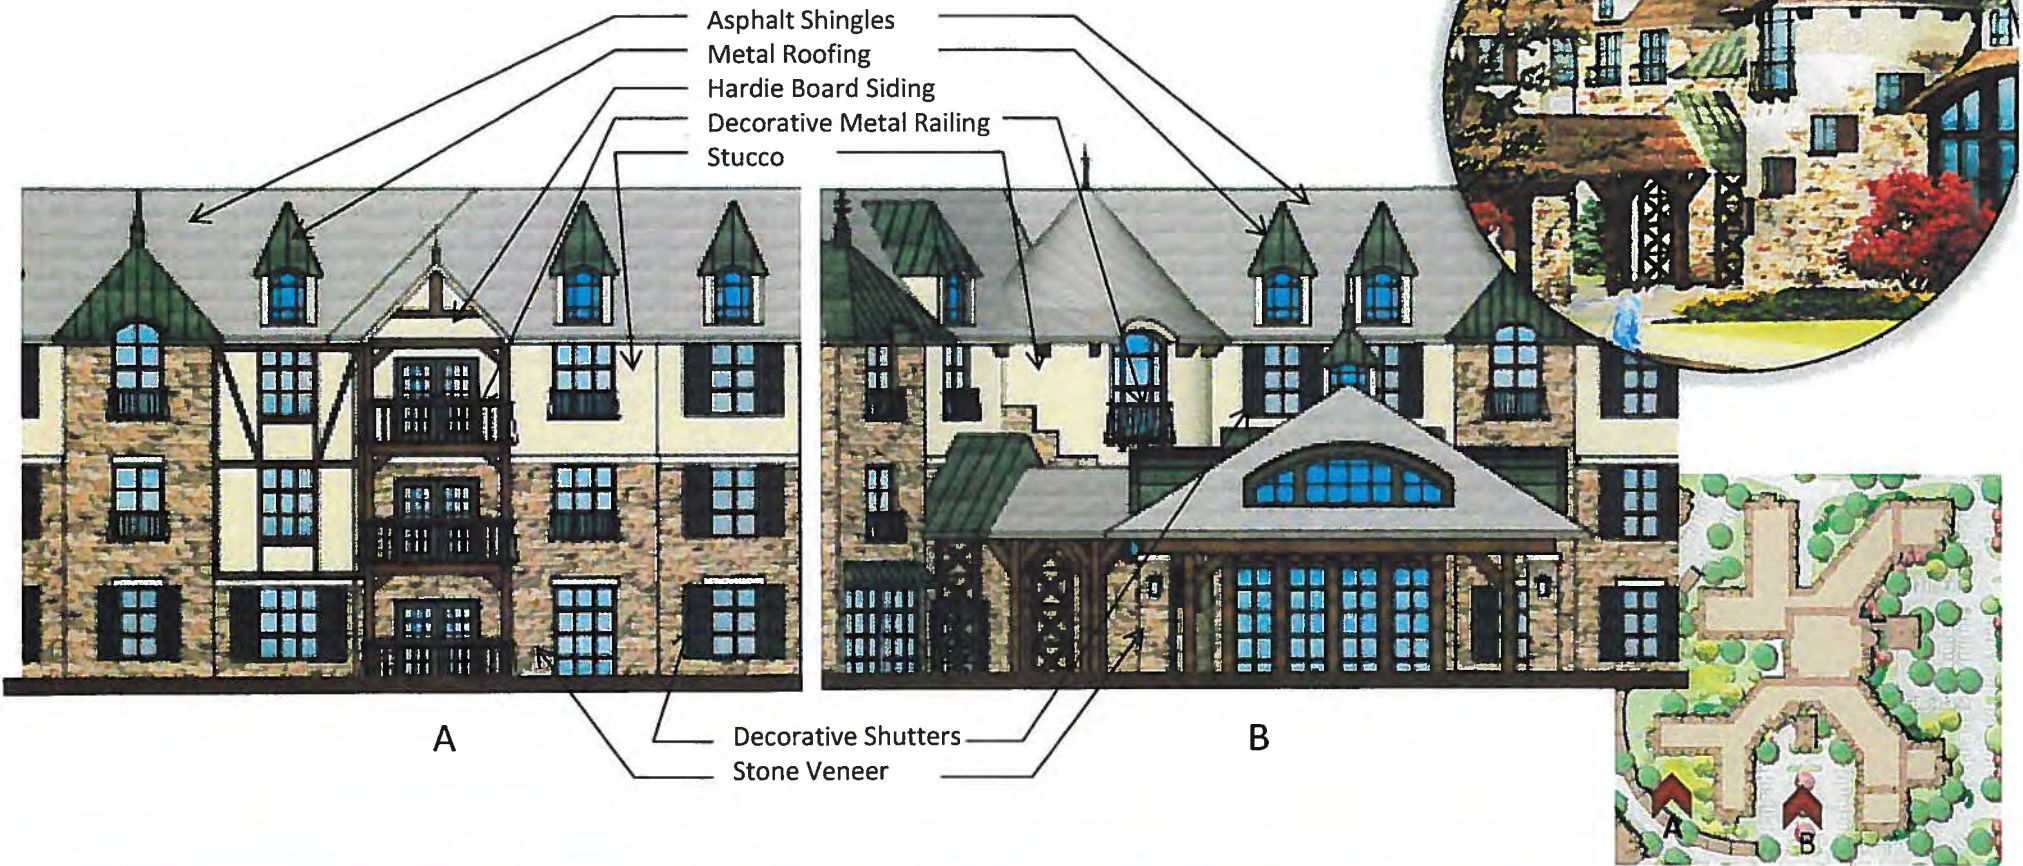 Asphalt Shingles
Metal Roofing
Hardie Board Siding
Decorative Metal Railing
Stucco
A
B
Decorative Shutters
Stone Veneer
A
B